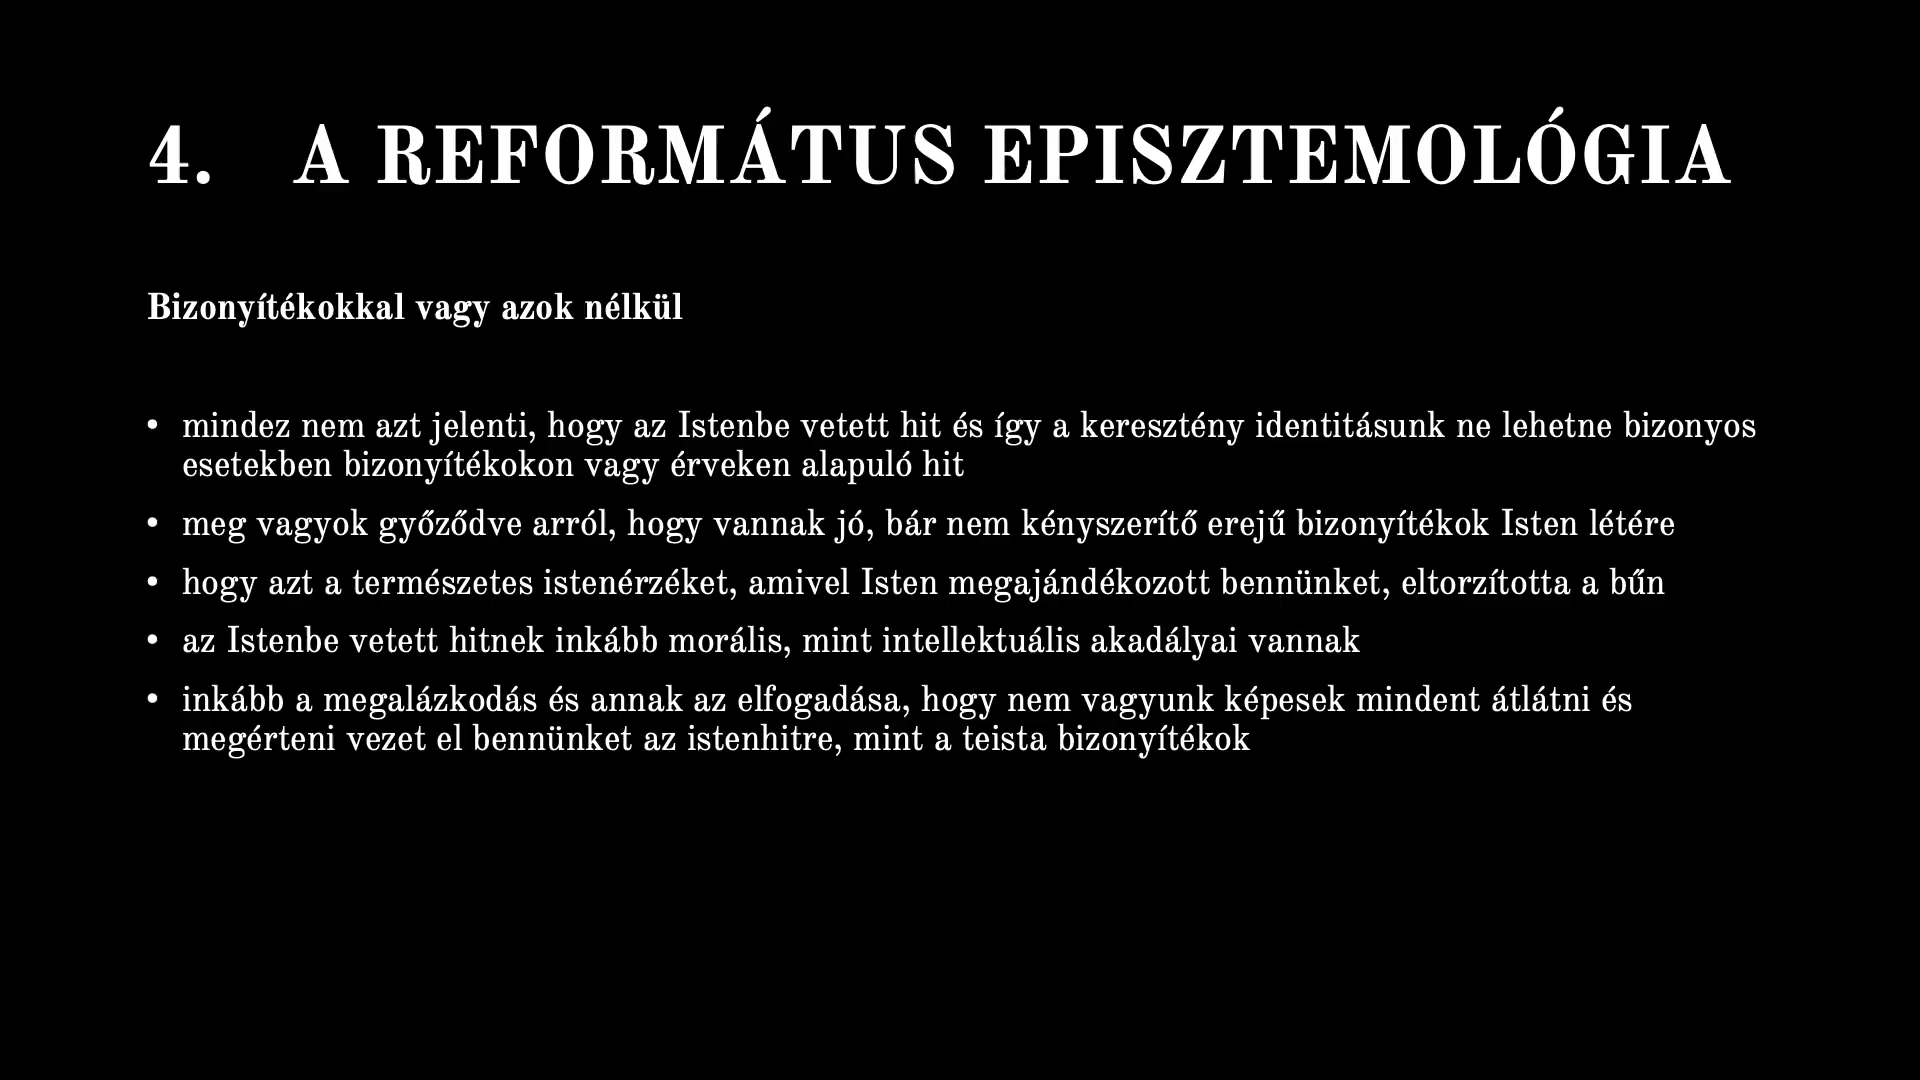 4. A REFORMÁTUS EPISZTEMOLÓGIA
Bizonyítékokkal vagy azok nélkül
• mindez nem azt jelenti, hogy az Istenbe vetett hit és így a keresztény identitásunk ne lehetne bizonyos
esetekben bizonyítékokon vagy érveken alapuló hit
• meg vagyok győződve arról, hogy vannak jó, bár nem kényszerítő erejű bizonyítékok Isten létére
• hogy azt a természetes istenérzéket, amivel Isten megajándékozott bennünket, eltorzította a bűn
• az Istenbe vetett hitnek inkább morális, mint intellektuális akadályai vannak
• inkább a megalázkodás és annak az elfogadása, hogy nem vagyunk képesek mindent átlátni és
megérteni vezet el bennünket az istenhitre, mint a teista bizonyítékok